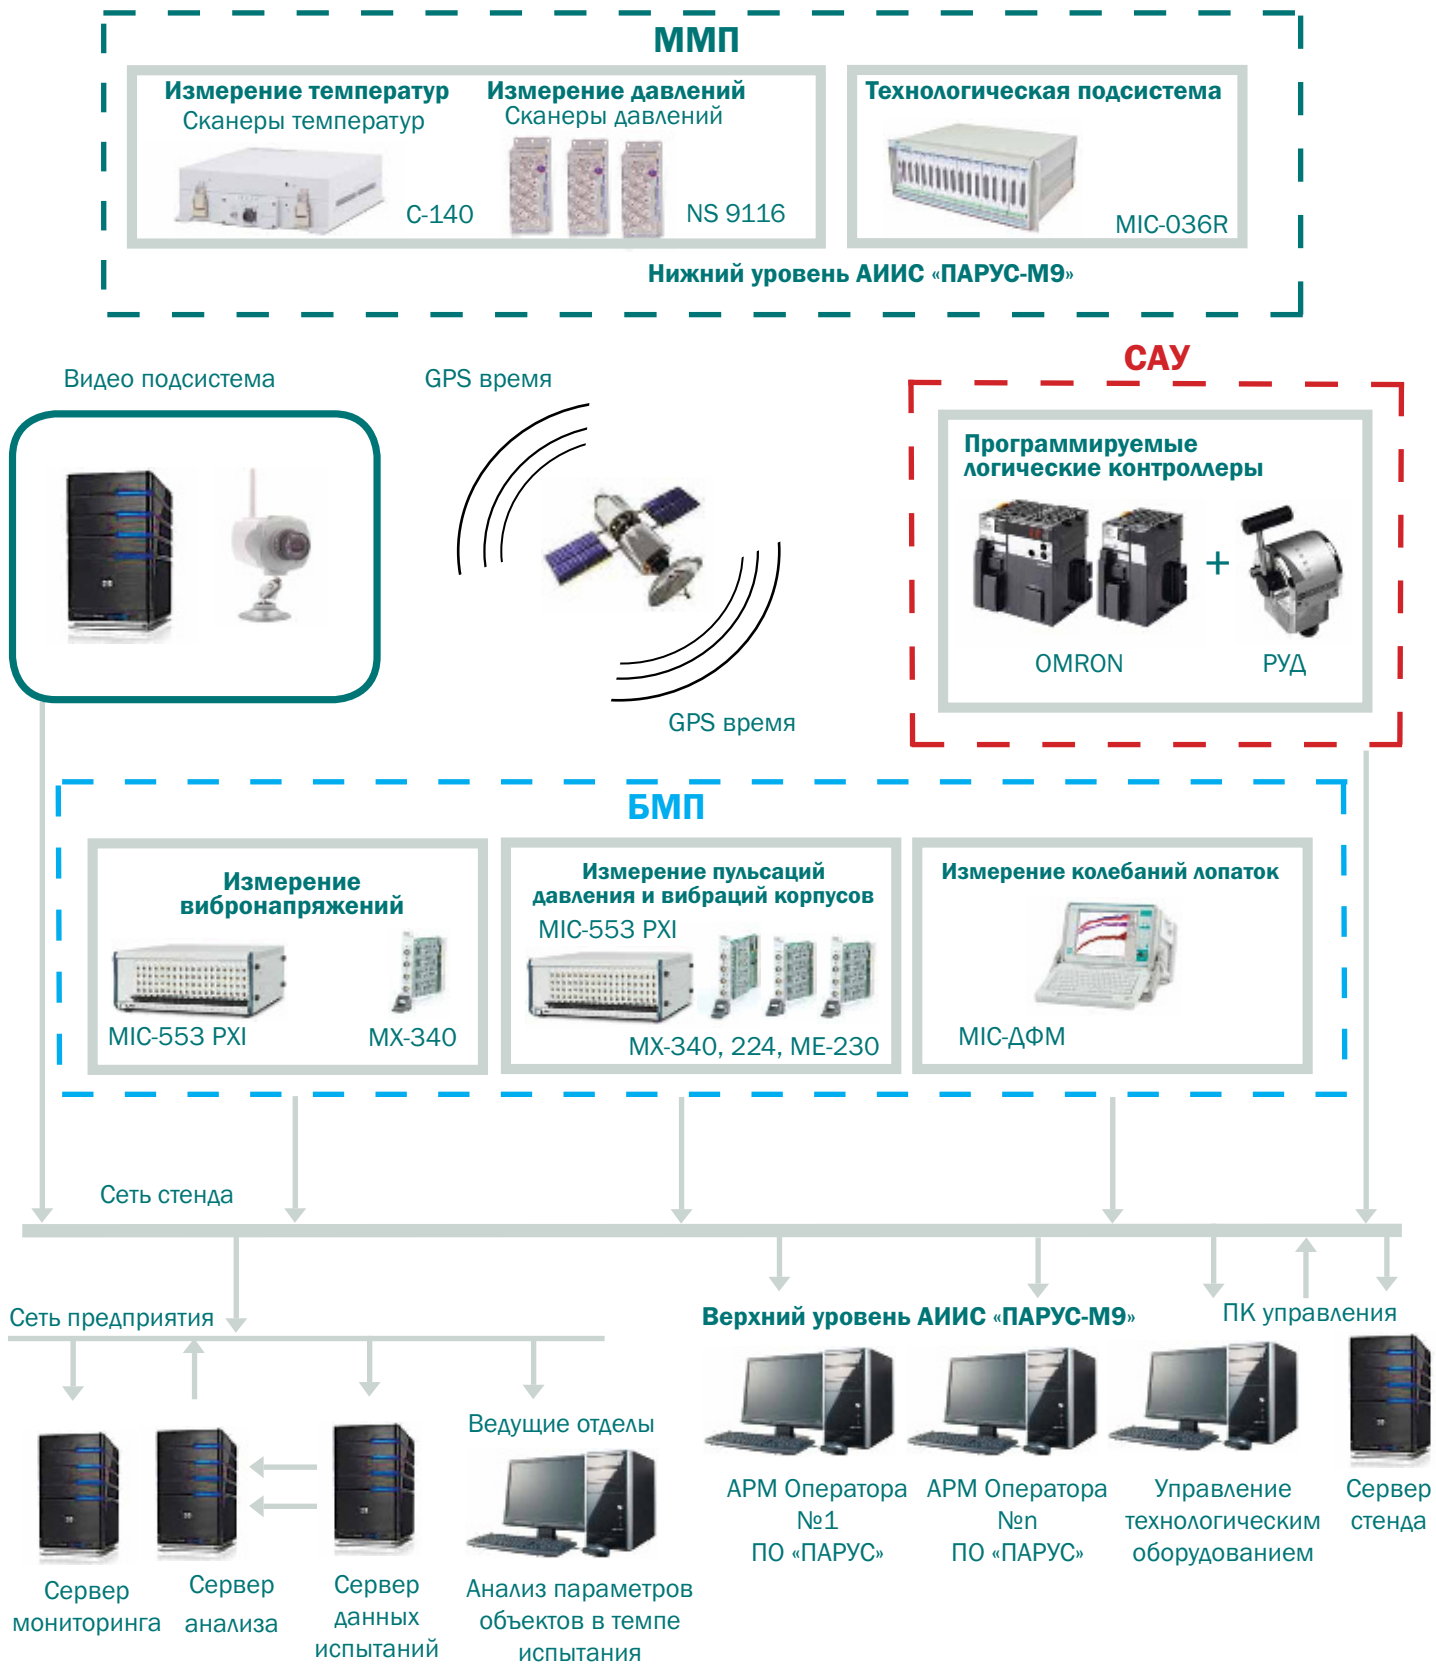 ММП
Измерение температур
Сканеры температур
С-140
Измерение давлений
Сканеры давлений
NS 9116
Технологическая подсистема
MIC-036R
Нижний уровень АИИС «ПАРУС-М9»
Видео подсистема
GPS время
GPS время
САУ
Программируемые
логические контроллеры
+
OMRON
РУД
БМП
Измерение
вибронапряжений
MIC-553 PXI
MX-340
Измерение пульсаций
давления и вибраций корпусов
MIC-553 PXI
MX-340, 224, ME-230
Измерение колебаний лопаток
MIC-ДФМ
Сеть стенда
Сеть предприятия
Верхний уровень АИИС «ПАРУС-М9»
ПК управления
Ведущие отделы
АРМ Оператора
№1
ПО «ПАРУС»
АРМ Оператора
№n
ПО «ПАРУС»
Управление
технологическим
оборудованием
Сервер
стенда
Сервер
мониторинга
Сервер
анализа
Сервер
данных
испытаний
Анализ параметров
объектов в темпе
испытания